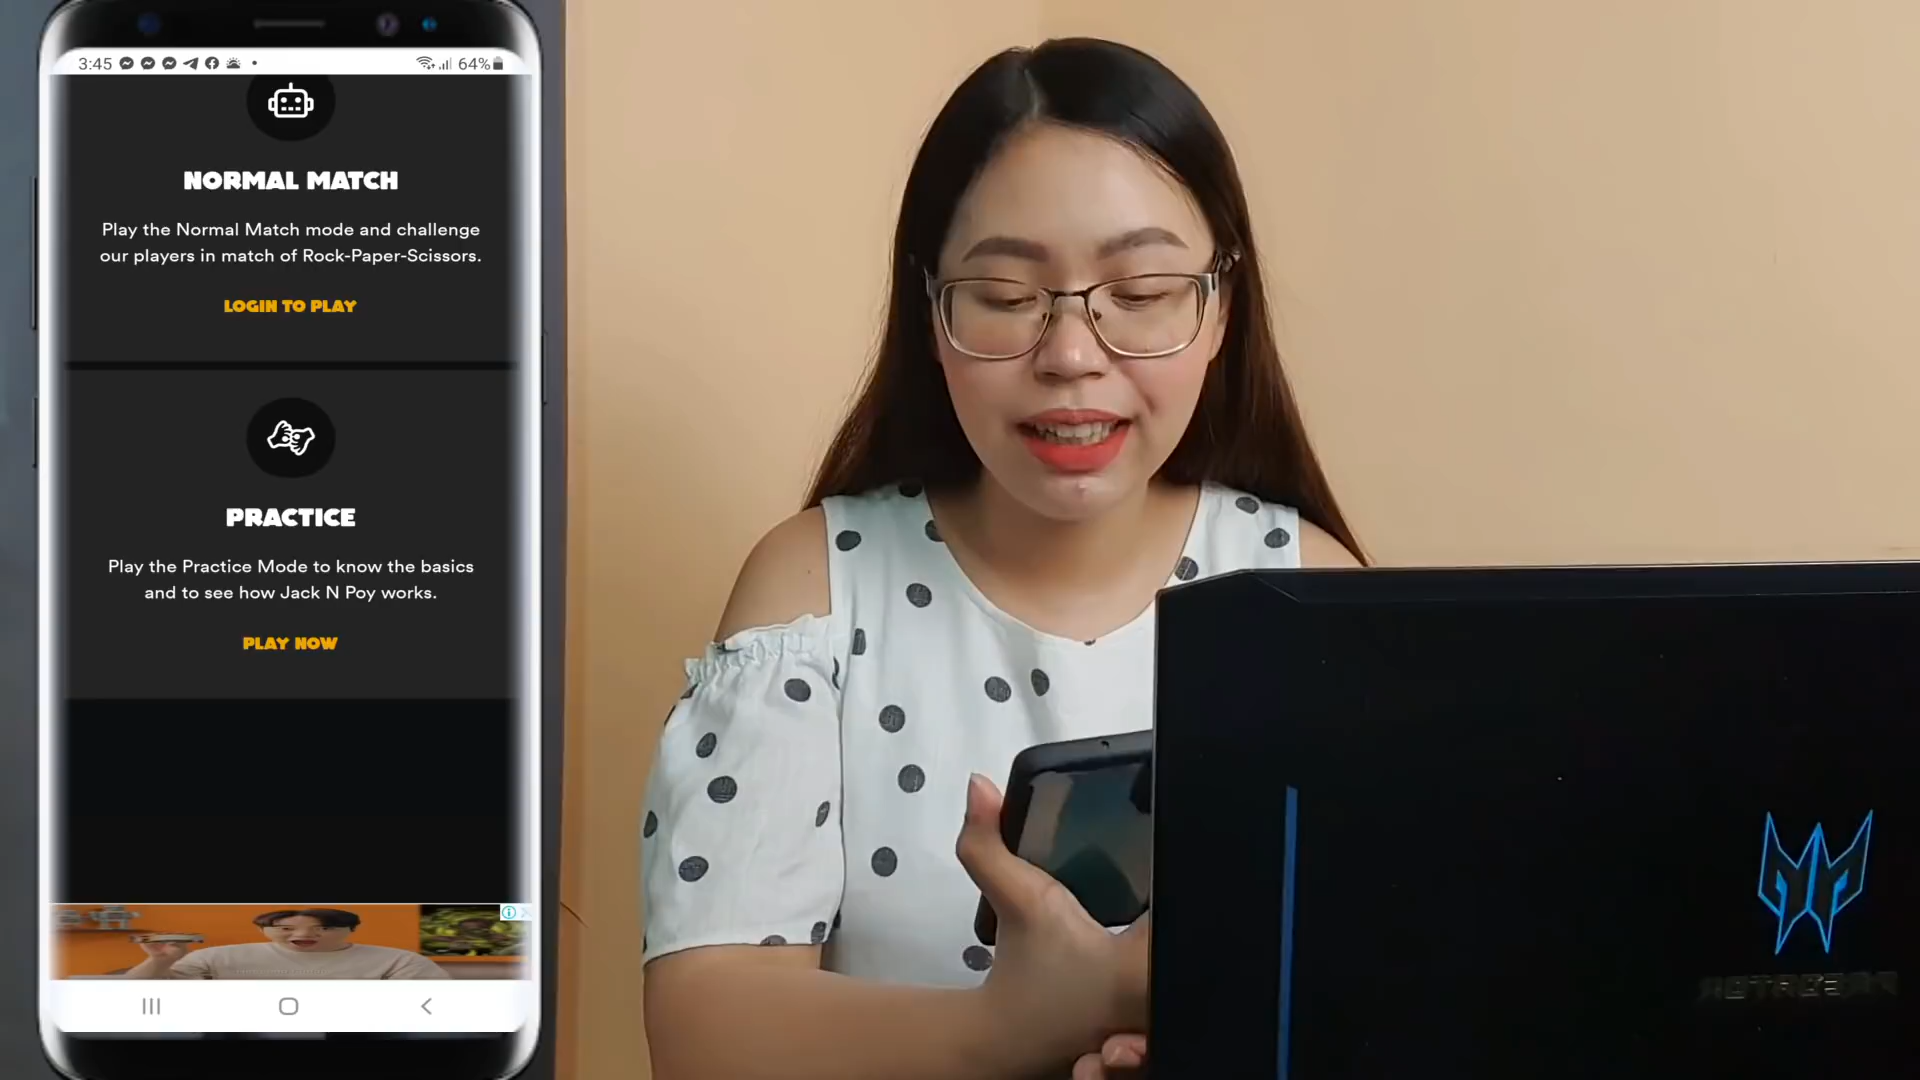 3:45
64%
NORMAL MATCH
Play the Normal Match mode and challenge
our players in match of Rock-Paper-Scissors.
LOGIN TO PLAY
PRACTICE
Play the Practice Mode to know the basics
and to see how Jack N Poy works.
PLAY NOW